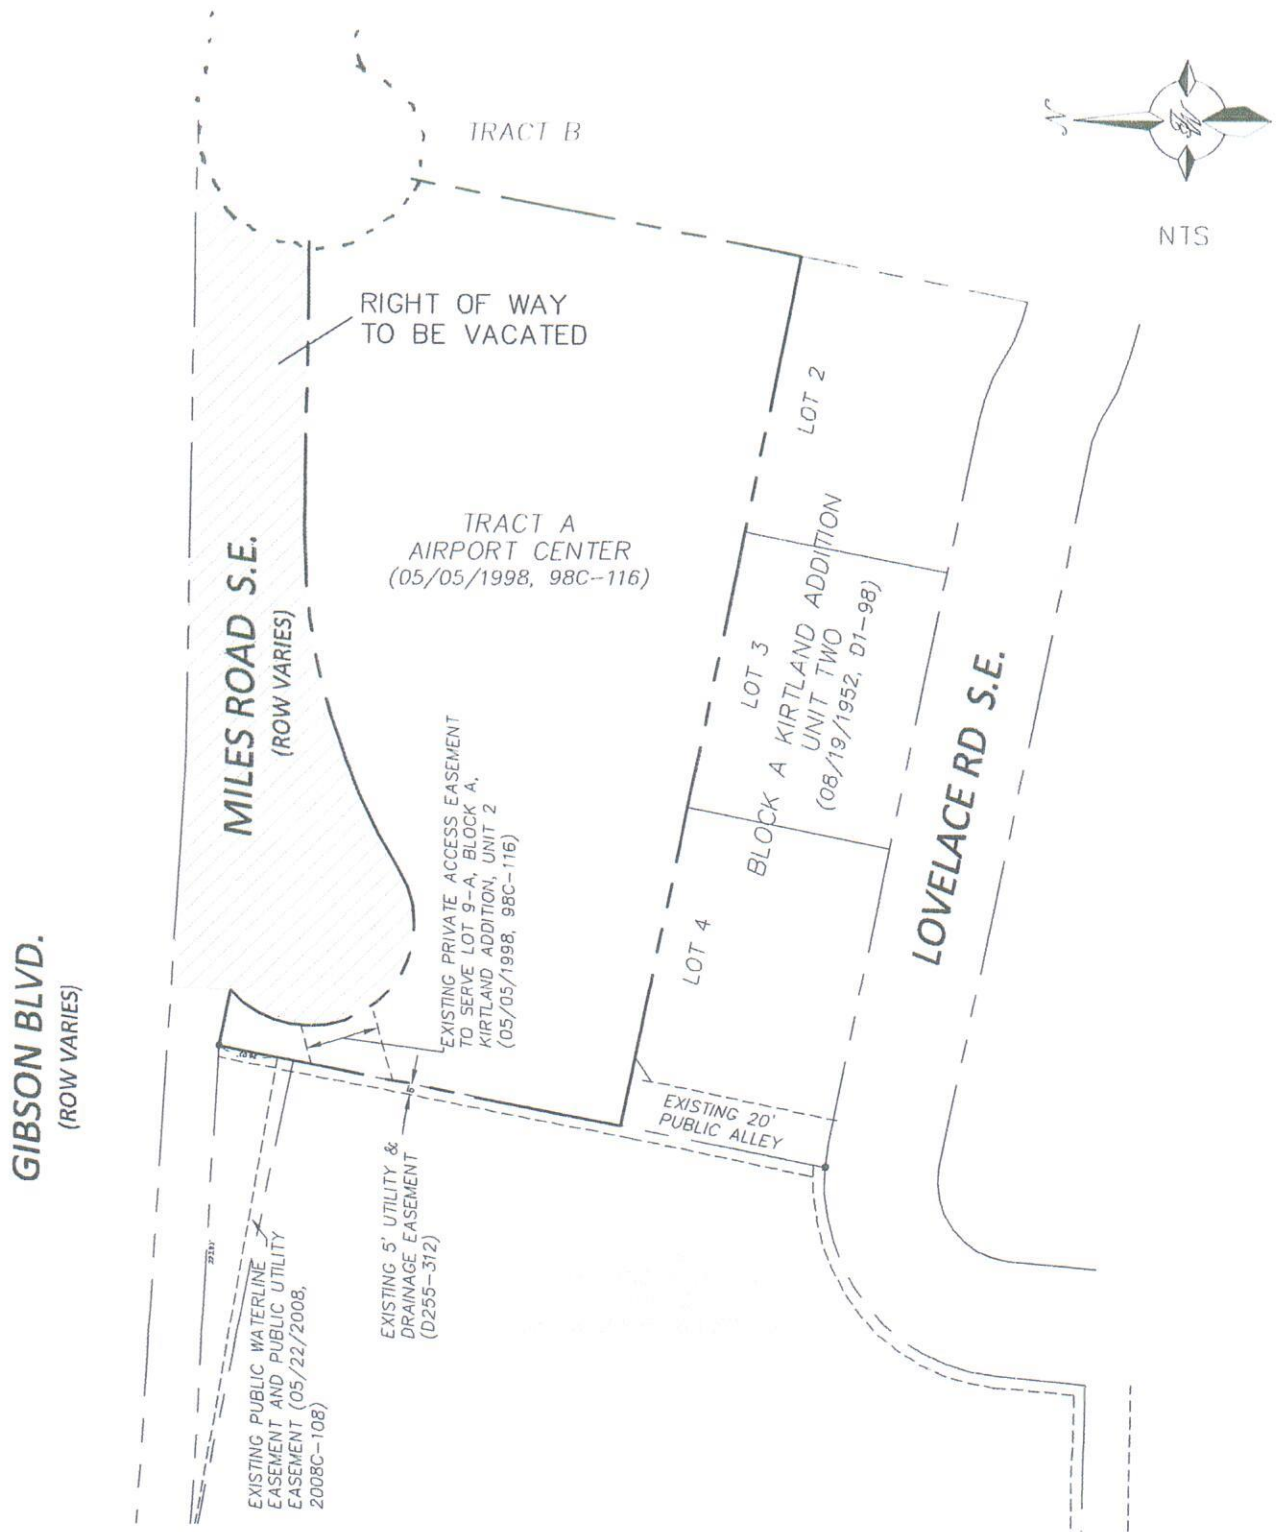 TRACT B
N
NTS
RIGHT OF WAY
TO BE VACATED
TRACT A
AIRPORT CENTER
(05/05/1998, 98C-116)
MILES ROAD S.E.
(ROW VARIES)
LOT 2
LOT 3
LOT 4
BLOCK A KIRTLAND ADDITION
UNIT TWO
(08/19/1952, D1-98)
LOVELACE RD S.E.
EXISTING PRIVATE ACCESS EASEMENT
TO SERVE LOT 9-A, BLOCK A,
KIRTLAND ADDITION, UNIT 2
(05/05/1998, 98C-116)
GIBSON BLVD.
(ROW VARIES)
EXISTING 20'
PUBLIC ALLEY
5'
EXISTING 5' UTILITY &
DRAINAGE EASEMENT
(D255-312)
EXISTING PUBLIC WATERLINE
EASEMENT AND PUBLIC UTILITY
EASEMENT (05/22/2008,
2008C-108)